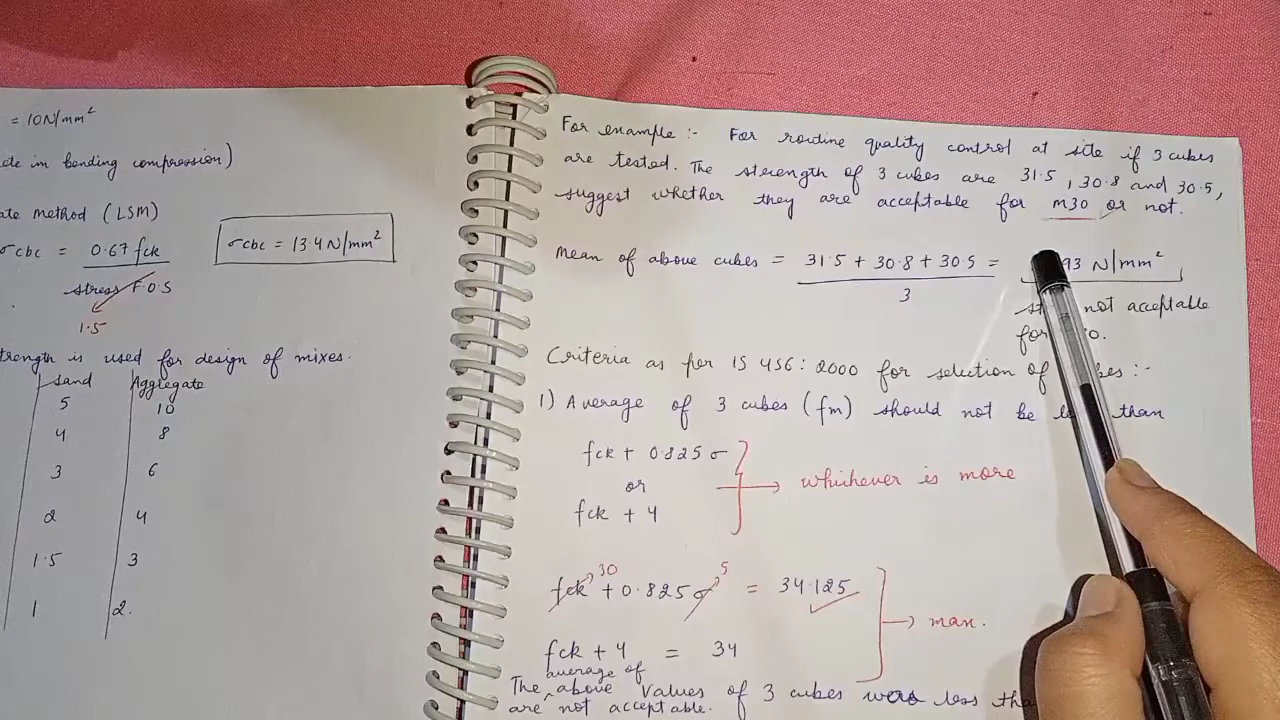 = 10N/mm²
in bending compression)
method (LSM)
σcbc = 0.67 fck
stress F.O.S
1.5
σcbc = 13.4 N/mm²
strength is used for design of mixes.
sand Aggregate
5 10
4 8
3 6
2 4
1.5 3
1 2.
For example :- For routine quality control at site if 3 cubes
are tested. The strength of 3 cubes are 31.5, 30.8 and 30.5,
suggest whether they are acceptable for m30 or not.
Mean of above cubes = 31.5 + 30.8 + 30.5 = 93 N/mm²
3
not acceptable
for
Criteria as per IS 456 : 2000 for selection of :-
1) Average of 3 cubes (fm) should not be than
fck + 0.825 σ
or
fck + 4
→ whichever is more
fck 30 + 0.825 σ 5 = 34.125
→ max.
fck + 4 = 34
average of
The above values of 3 cubes were less
are not acceptable.